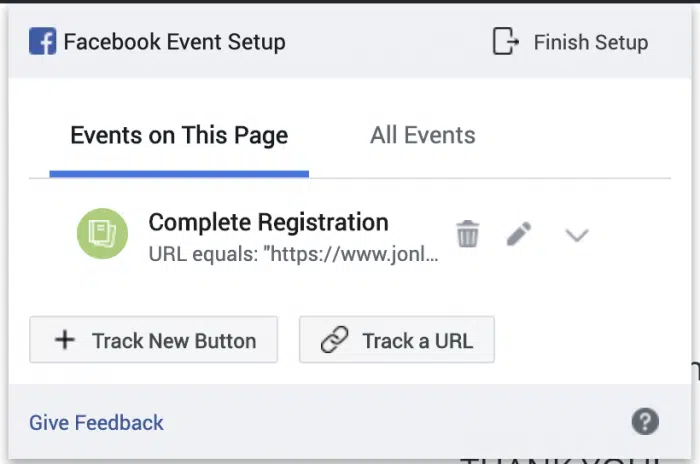 Facebook Event Setup
Finish Setup
Events on This Page
All Events
Complete Registration
URL equals: "https://www.jonl...
Track New Button
Track a URL
Give Feedback
THANK YOU!